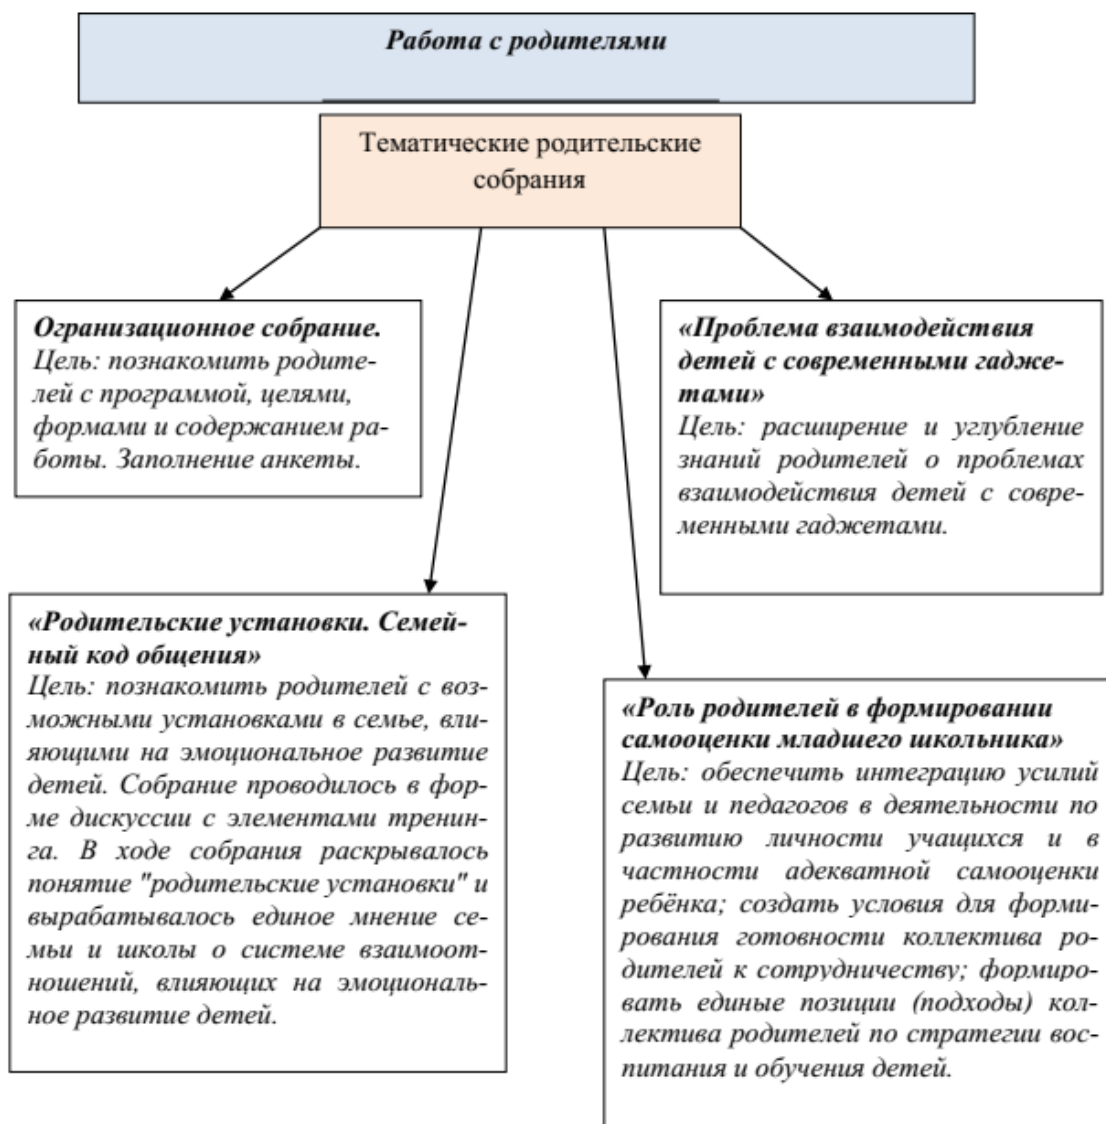 Работа с родителями
Тематические родительские
собрания
Огранизационное собрание.
Цель: познакомить родите-
лей с программой, целями,
формами и содержанием ра-
боты. Заполнение анкеты.
«Проблема взаимодействия
детей с современными гадже-
тами»
Цель: расширение и углубление
знаний родителей о проблемах
взаимодействия детей с совре-
менными гаджетами.
«Родительские установки. Семей-
ный код общения»
Цель: познакомить родителей с воз-
можными установками в семье, вли-
яющими на эмоциональное развитие
детей. Собрание проводилось в фор-
ме дискуссии с элементами тренин-
га. В ходе собрания раскрывалось
понятие "родительские установки" и
вырабатывалось единое мнение се-
мьи и школы о системе взаимоот-
ношений, влияющих на эмоциональ-
ное развитие детей.
«Роль родителей в формировании
самооценки младшего школьника»
Цель: обеспечить интеграцию усилий
семьи и педагогов в деятельности по
развитию личности учащихся и в
частности адекватной самооценки
ребёнка; создать условия для форми-
рования готовности коллектива ро-
дителей к сотрудничеству; формиро-
вать единые позиции (подходы) кол-
лектива родителей по стратегии вос-
питания и обучения детей.